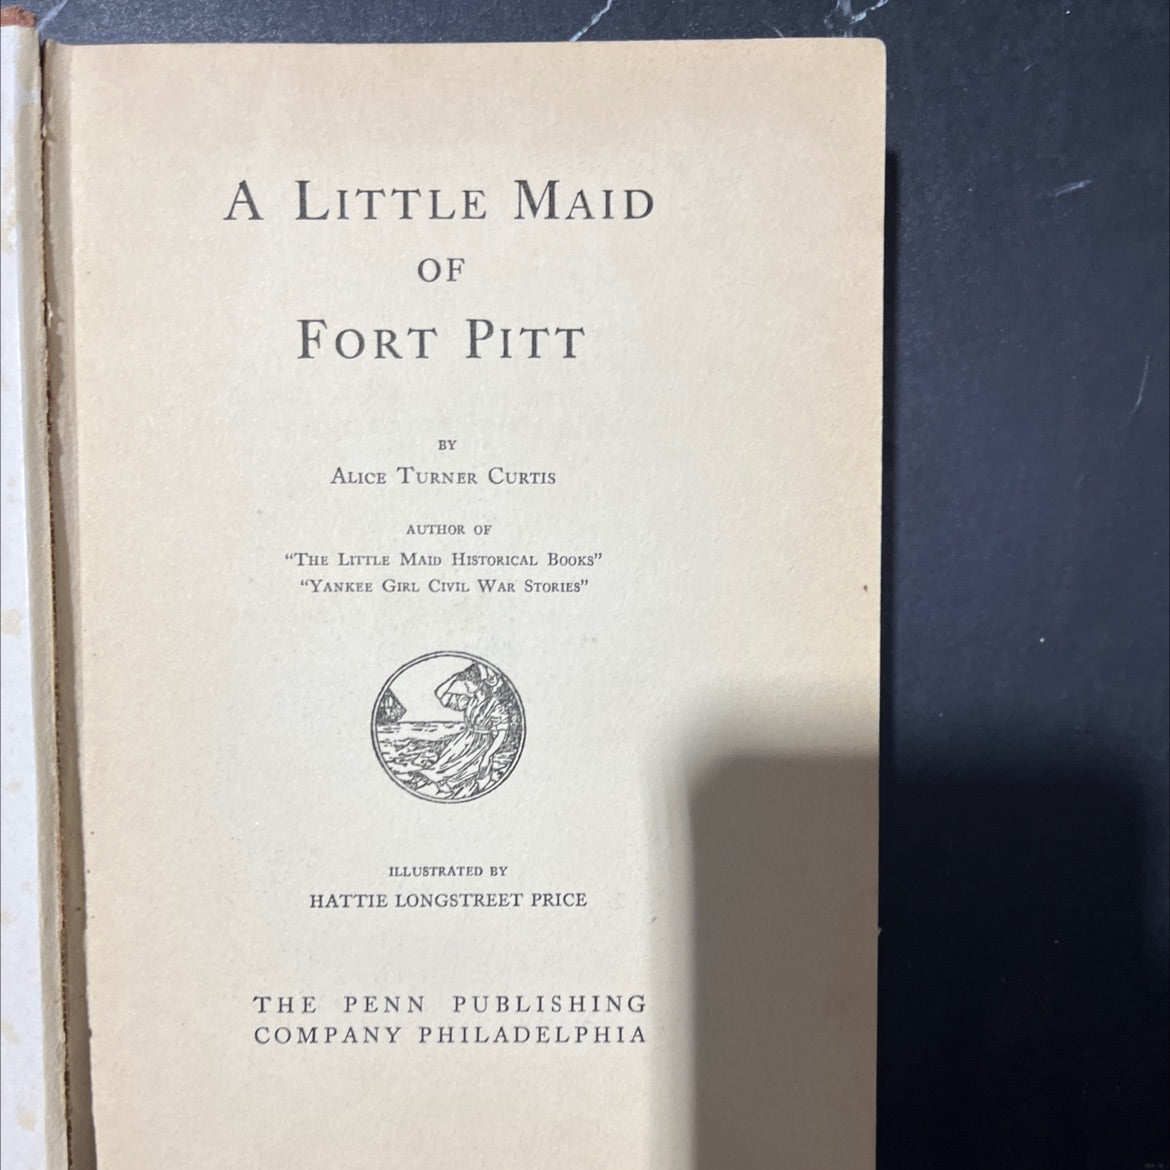 A Little Maid
of
Fort Pitt
by
Alice Turner Curtis
author of
“The Little Maid Historical Books”
“Yankee Girl Civil War Stories”
illustrated by
HATTIE LONGSTREET PRICE
THE PENN PUBLISHING
COMPANY PHILADELPHIA